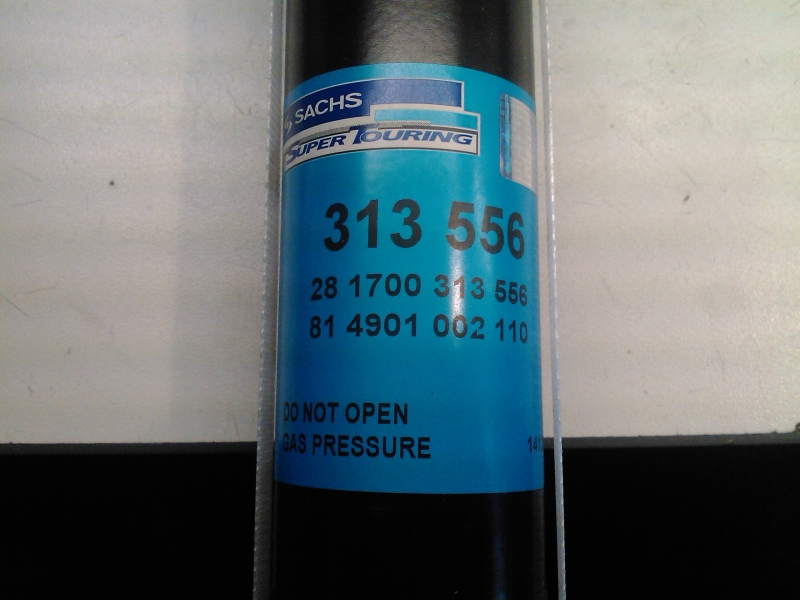 SACHS
SUPER TOURING
313 556
28 1700 313 556
81 4901 002 110
DO NOT OPEN
GAS PRESSURE